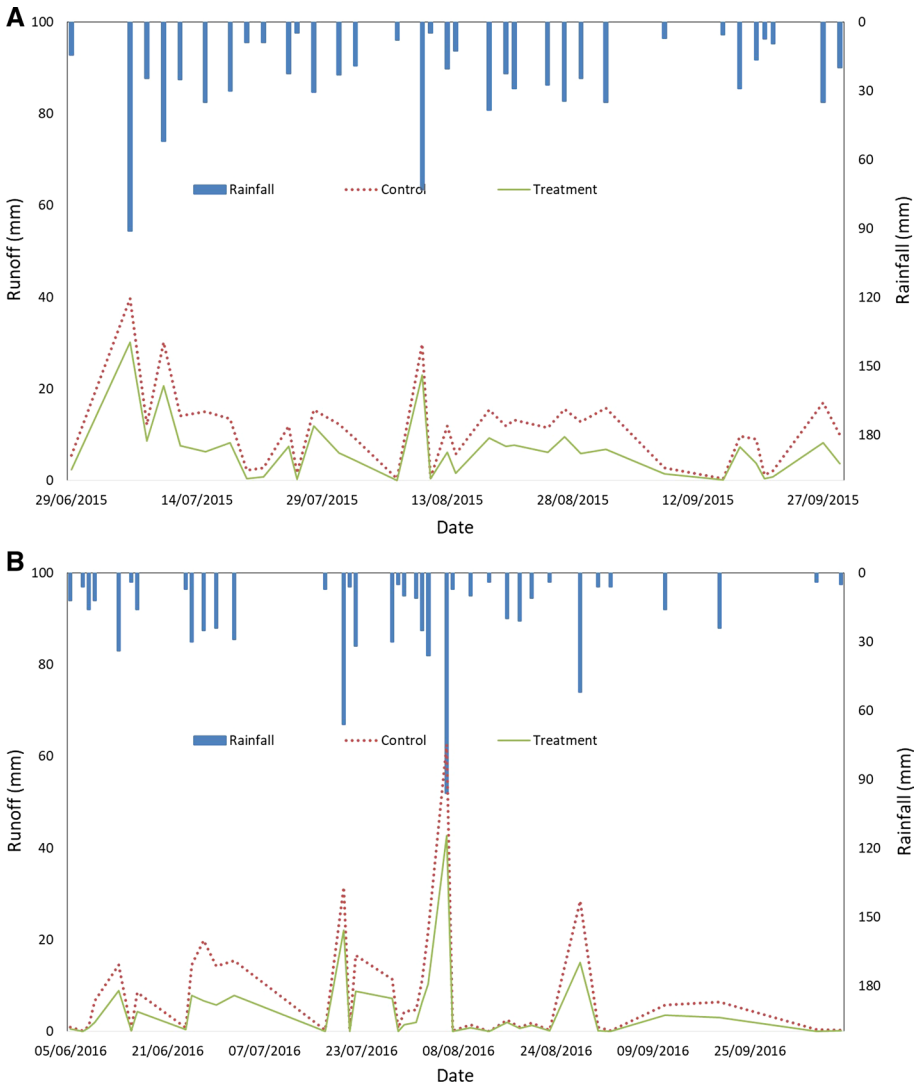 A
100 0
80 30
60
60 90
40 120
150
20 180
0
Runoff (mm)
Rainfall (mm)
Rainfall Control Treatment
29/06/2015 14/07/2015 29/07/2015 13/08/2015 28/08/2015 12/09/2015 27/09/2015
Date
B
100 0
80 30
60
60 90
40 120
150
20 180
0
Runoff (mm)
Rainfall (mm)
Rainfall Control Treatment
05/06/2016 21/06/2016 07/07/2016 23/07/2016 08/08/2016 24/08/2016 09/09/2016 25/09/2016
Date